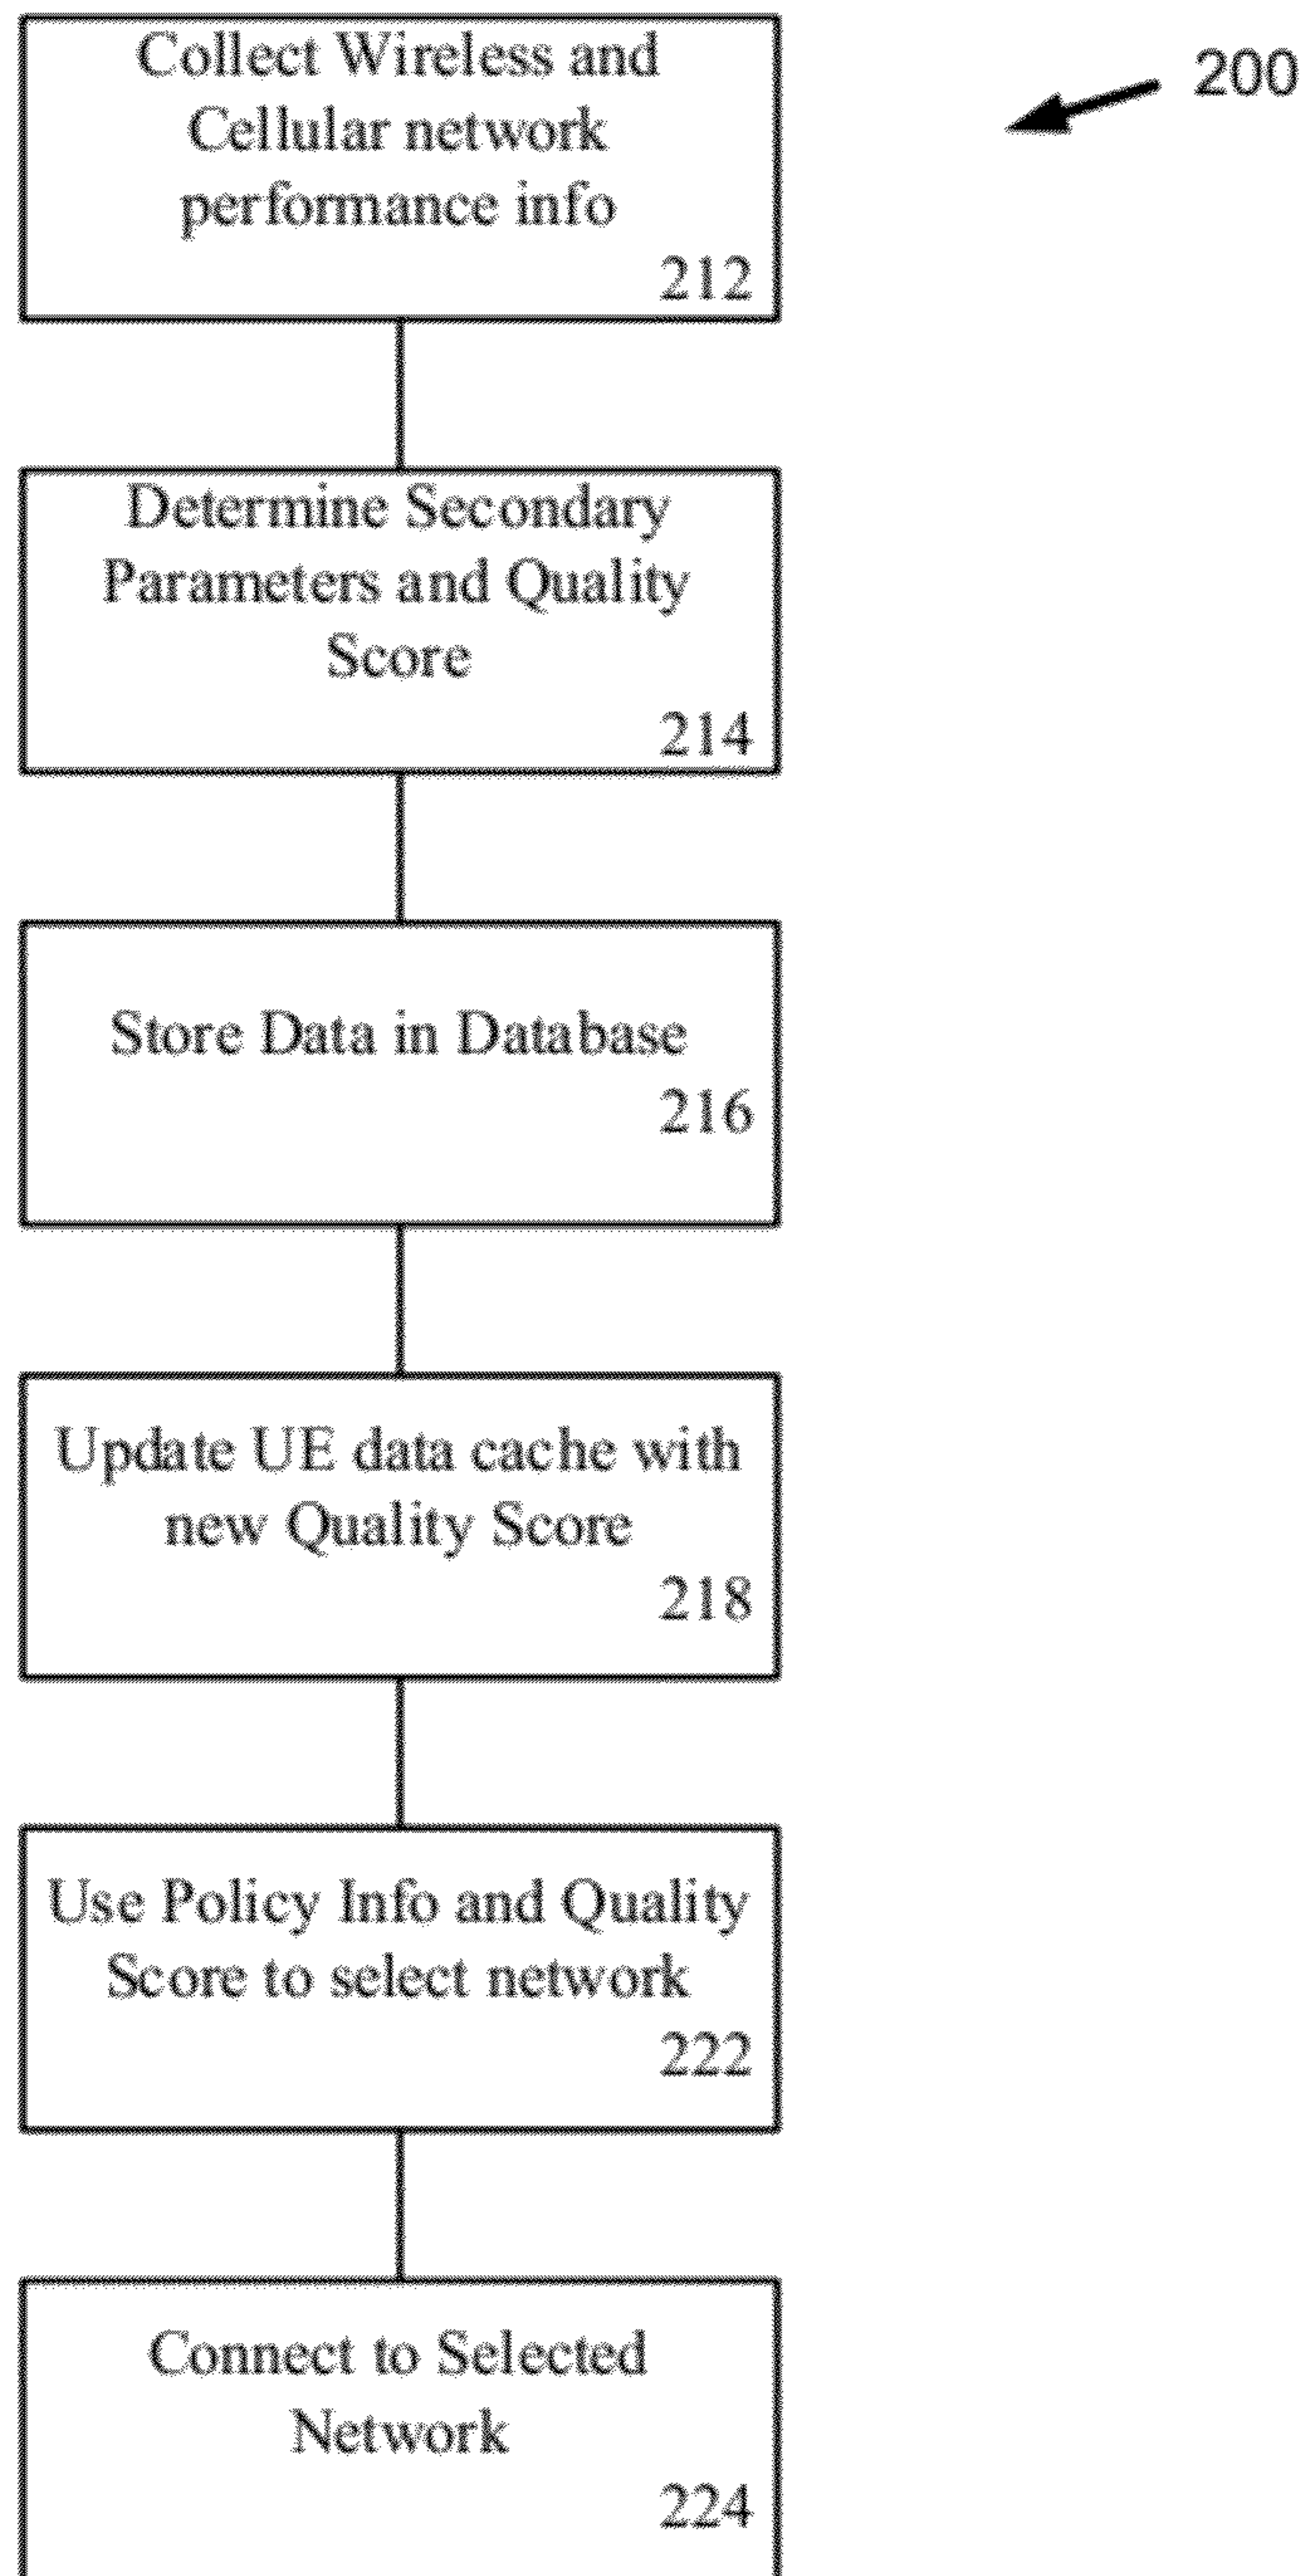 Collect Wireless and
Cellular network
performance info
212
200
Determine Secondary
Parameters and Quality
Score
214
Store Data in Database
216
Update UE data cache with
new Quality Score
218
Use Policy Info and Quality
Score to select network
222
Connect to Selected
Network
224